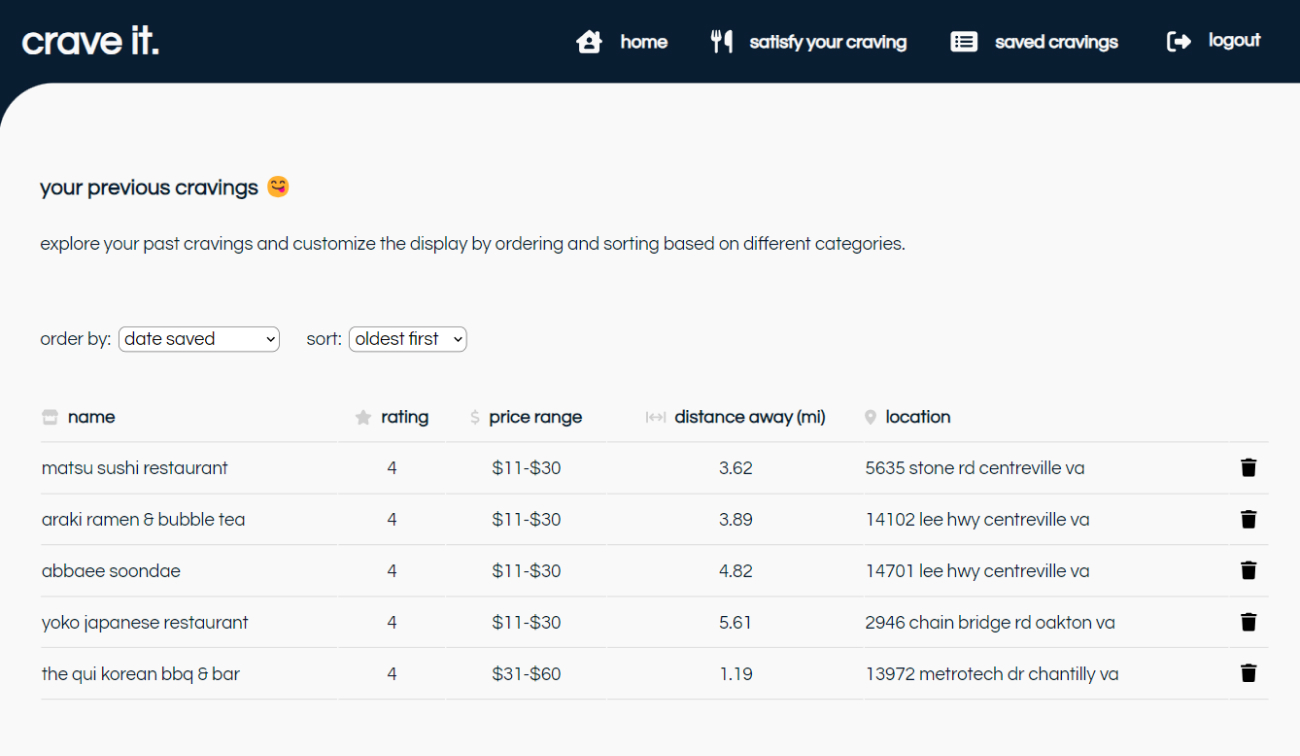 crave it.
home satisfy your craving saved cravings logout
your previous cravings 😋
explore your past cravings and customize the display by ordering and sorting based on different categories.
order by: date saved sort: oldest first
name rating $ price range distance away (mi) location
matsu sushi restaurant 4 $11-$30 3.62 5635 stone rd centreville va
araki ramen & bubble tea 4 $11-$30 3.89 14102 lee hwy centreville va
abbaee soondae 4 $11-$30 4.82 14701 lee hwy centreville va
yoko japanese restaurant 4 $11-$30 5.61 2946 chain bridge rd oakton va
the qui korean bbq & bar 4 $31-$60 1.19 13972 metrotech dr chantilly va